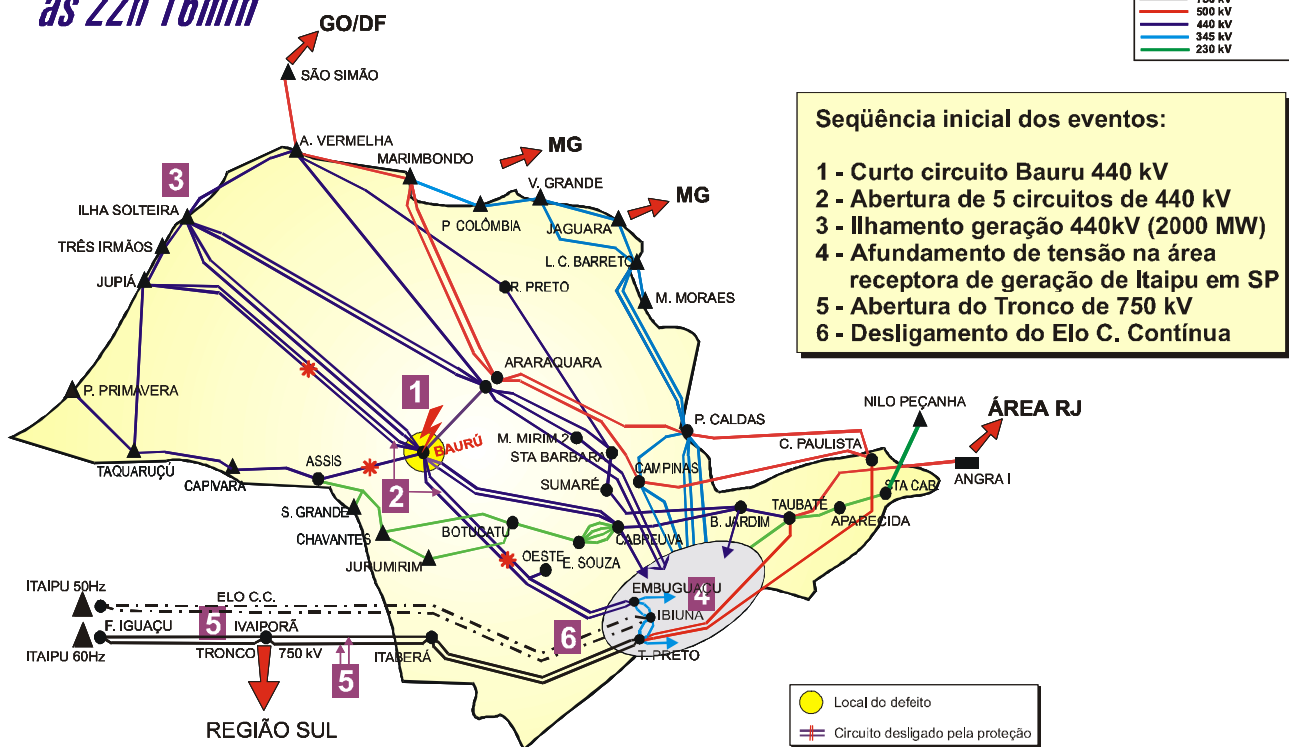 às 22h 16min
750 kV
500 kV
440 kV
345 kV
230 kV
Seqüência inicial dos eventos:
1 - Curto circuito Bauru 440 kV
2 - Abertura de 5 circuitos de 440 kV
3 - Ilhamento geração 440kV (2000 MW)
4 - Afundamento de tensão na área
receptora de geração de Itaipu em SP
5 - Abertura do Tronco de 750 kV
6 - Desligamento do Elo C. Contínua
GO/DF
SÃO SIMÃO
A. VERMELHA
MARIMBONDO
MG
3
V. GRANDE
MG
ILHA SOLTEIRA
P. COLÔMBIA
JAGUARA
TRÊS IRMÃOS
L. C. BARRETO
JUPIÁ
R. PRETO
M. MORAES
ARARAQUARA
P. PRIMAVERA
1
NILO PEÇANHA
ÁREA RJ
P. CALDAS
BAURÚ
M. MIRIM 2
C. PAULISTA
STA BARBARA
ASSIS
TAQUARUÇÚ
CAPIVARA
CAMPINAS
ANGRA I
2
SUMARÉ
STA CAB.
TAUBATE
S. GRANDE
B. JARDIM
APARECIDA
BOTUCATU
CHAVANTES
CABREUVA
OESTE
E. SOUZA
JURUMIRIM
ITAIPU 50Hz
EMBUGUAÇU
4
ELO C.C.
IBIUNA
5
F. IGUAÇU
IVAIPORÃ
6
ITAIPU 60Hz
TRONCO
750 kV
ITABERÁ
T. PRETO
5
REGIÃO SUL
Local do defeito
Circuito desligado pela proteção